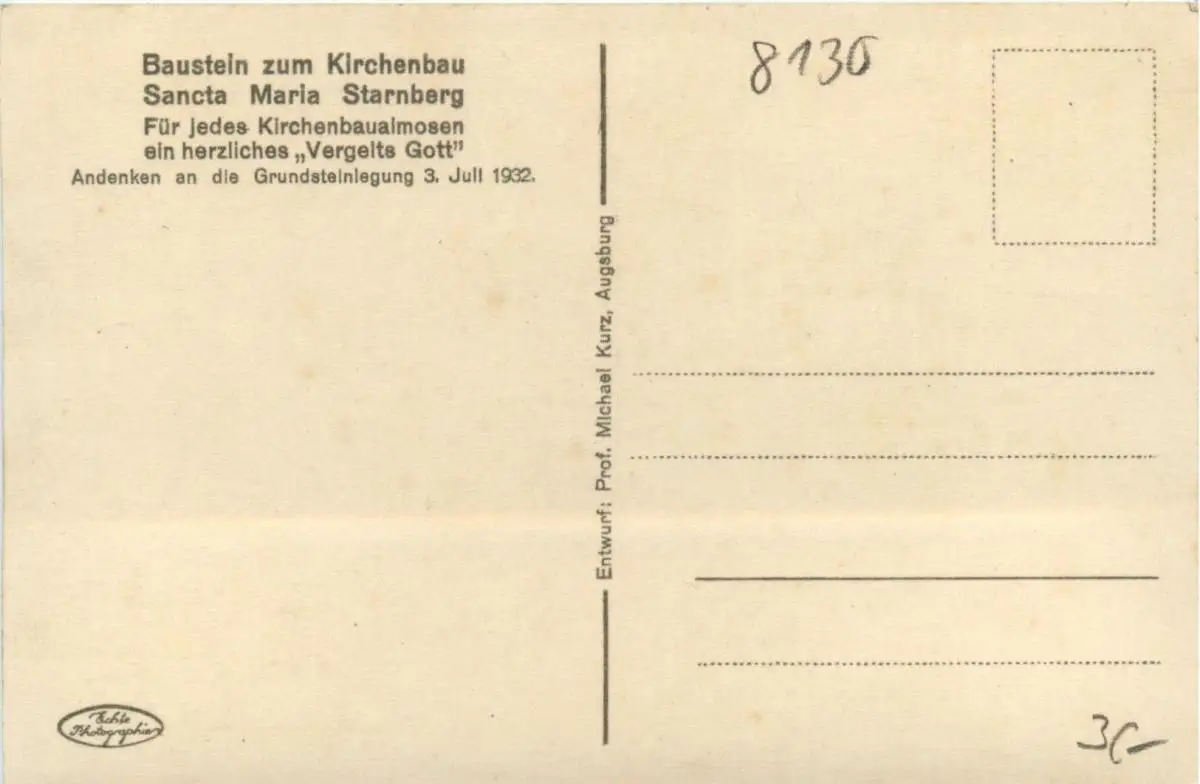 Baustein zum Kirchenbau
Sancta Maria Starnberg
Für jedes Kirchenbaualmosen
ein herzliches „Vergelts Gott”
Andenken an die Grundsteinlegung 3. Juli 1932.
Entwurf: Prof. Michael Kurz, Augsburg
8130
Echte
Photographie